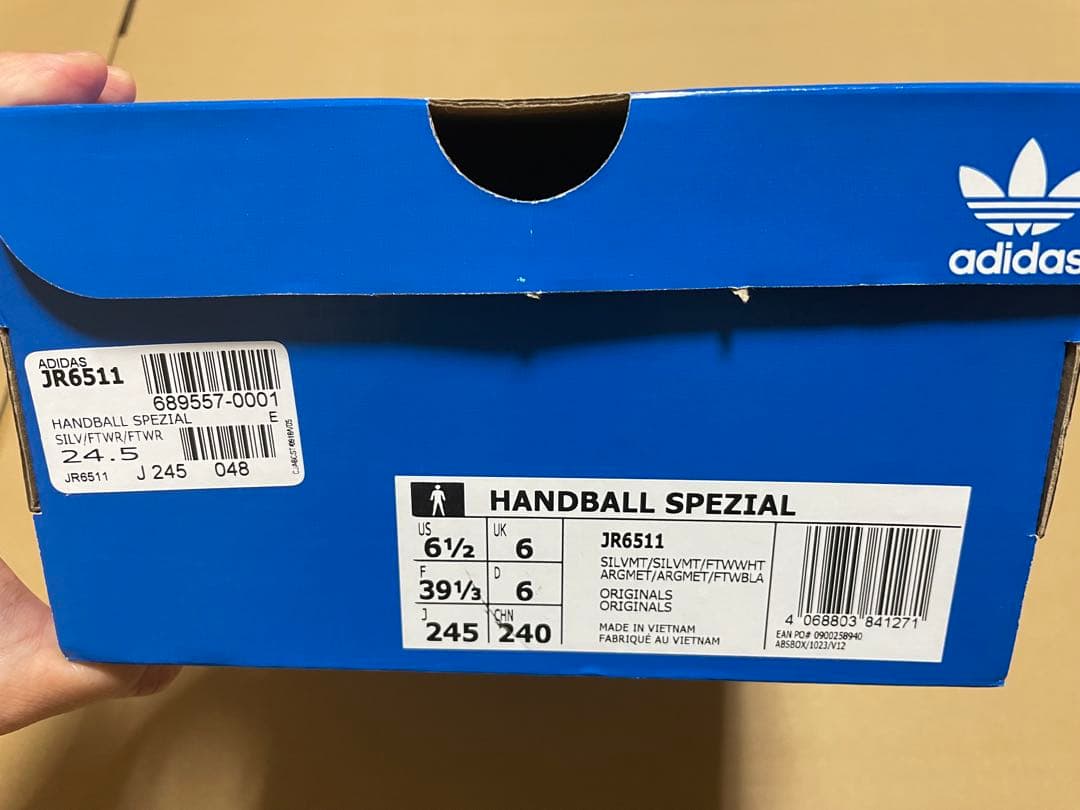 adidas
ADIDAS
JR6511
689557-0001
HANDBALL SPEZIAL E
SILV/FTWR/FTWR
24.5
JR6511 J 245 048
HANDBALL SPEZIAL
US 6½ UK 6
F 39⅓ D 6
J 245 CHN 240
JR6511
SILVMT/SILVMT/FTWWHT
ARGMET/ARGMET/FTWBLA
ORIGINALS
ORIGINALS
MADE IN VIETNAM
FABRIQUÉ AU VIETNAM
4 068803 841271
EAN PO# 0900258940
ABSBOX/1023/V12